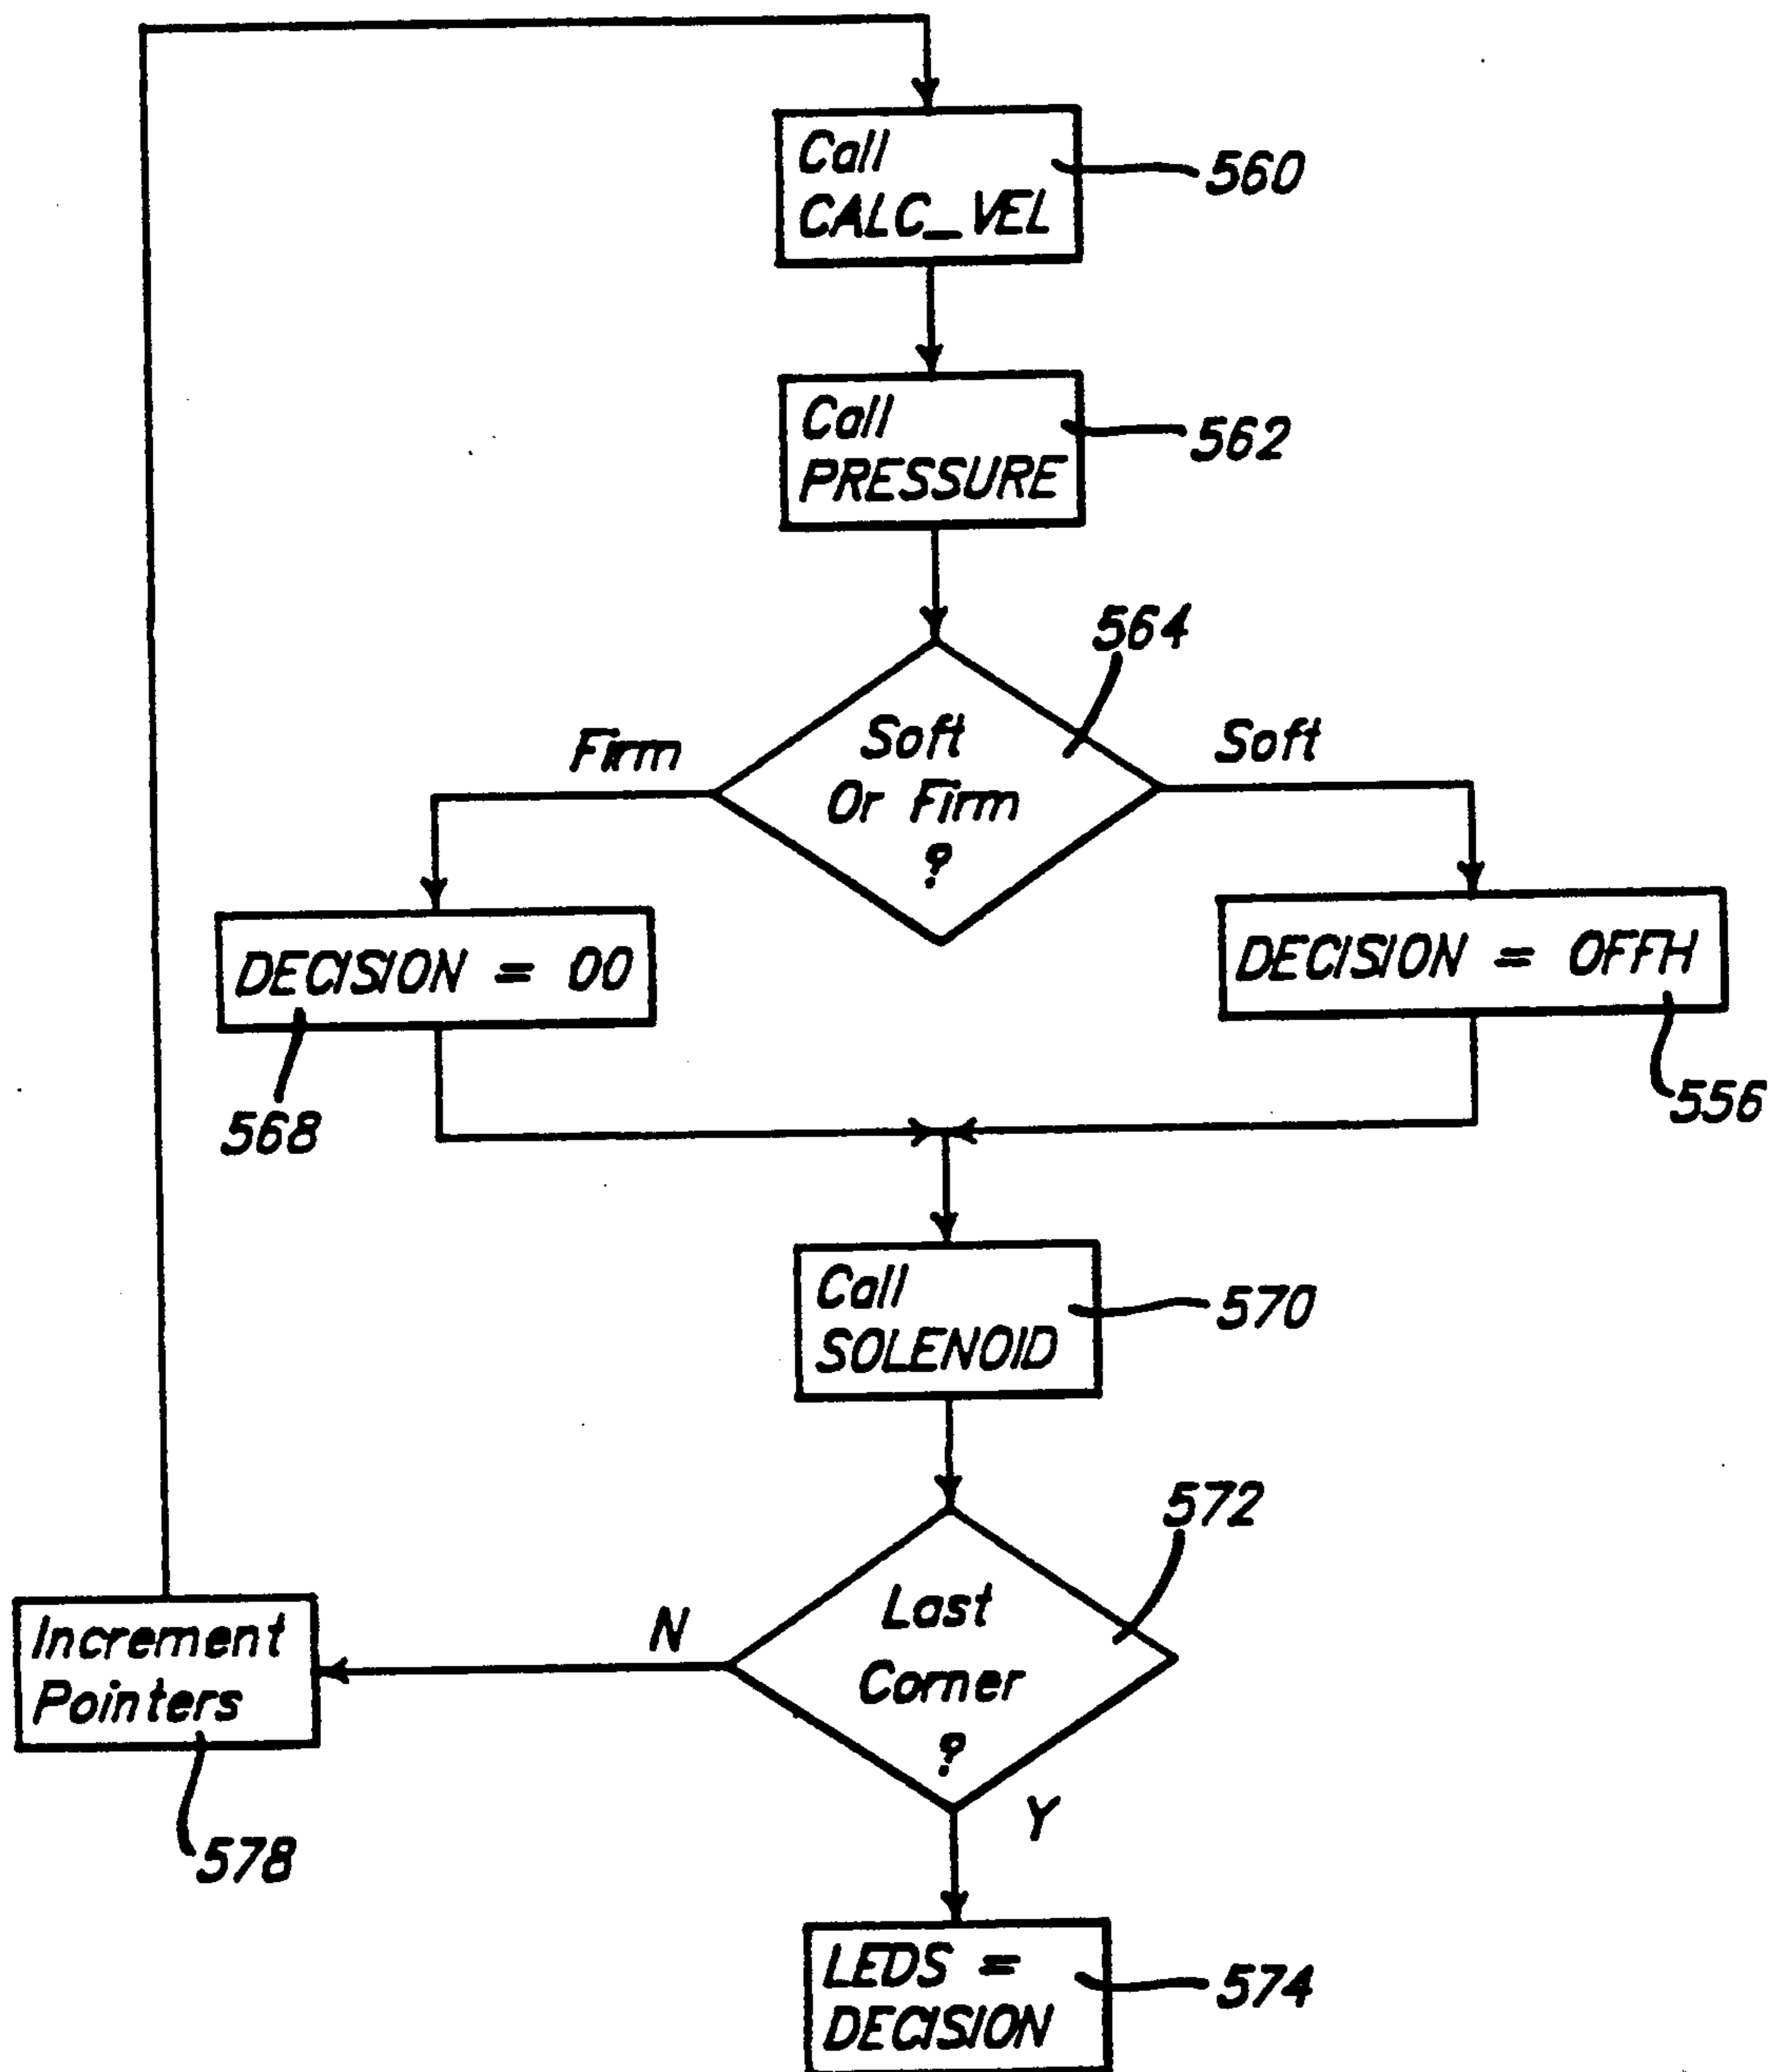 Call
CALC_VEL
560
Call
PRESSURE
562
564
Firm
Soft
Or Firm
?
Soft
DECISION = 00
DECISION = OFFH
568
556
Call
SOLENOID
570
572
Last
Corner
?
N
Increment
Pointers
Y
578
LEDS =
DECISION
574